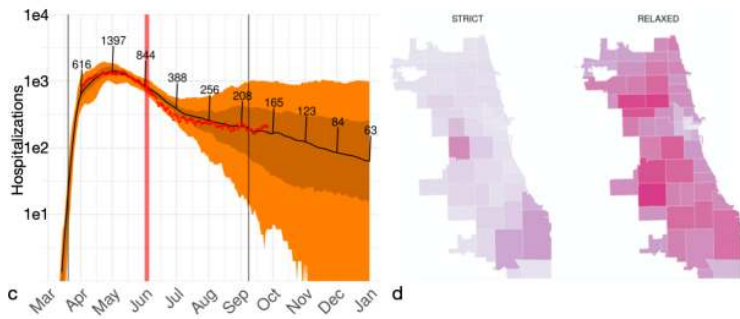 1e4
1e3
1e2
1e1
Hospitalizations
616
1397
844
388
256
208
165
123
84
63
Mar
Apr
May
Jun
Jul
Aug
Sep
Oct
Nov
Dec
Jan
c
STRICT
RELAXED
d